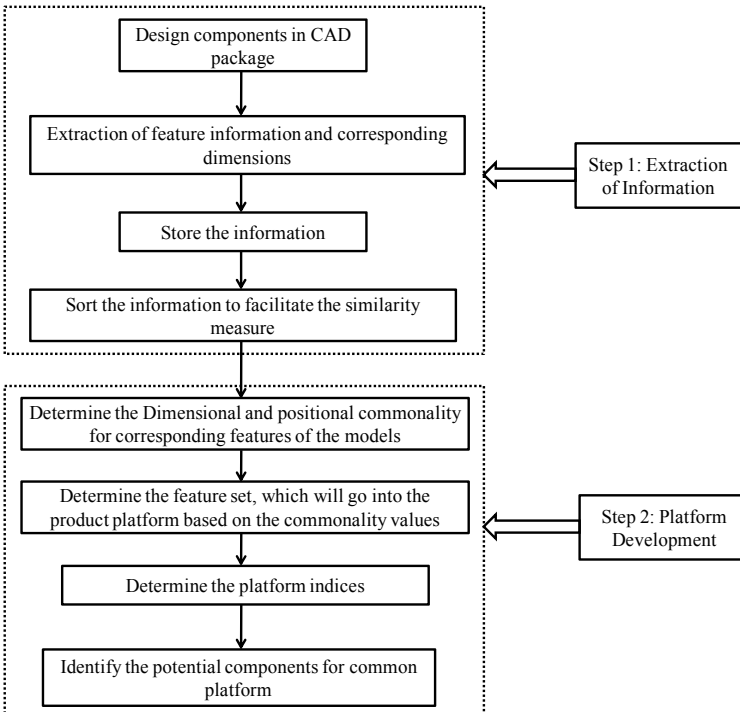 Design components in CAD
package
Extraction of feature information and corresponding
dimensions
Step 1: Extraction
of Information
Store the information
Sort the information to facilitate the similarity
measure
Determine the Dimensional and positional commonality
for corresponding features of the models
Determine the feature set, which will go into the
product platform based on the commonality values
Step 2: Platform
Development
Determine the platform indices
Identify the potential components for common
platform